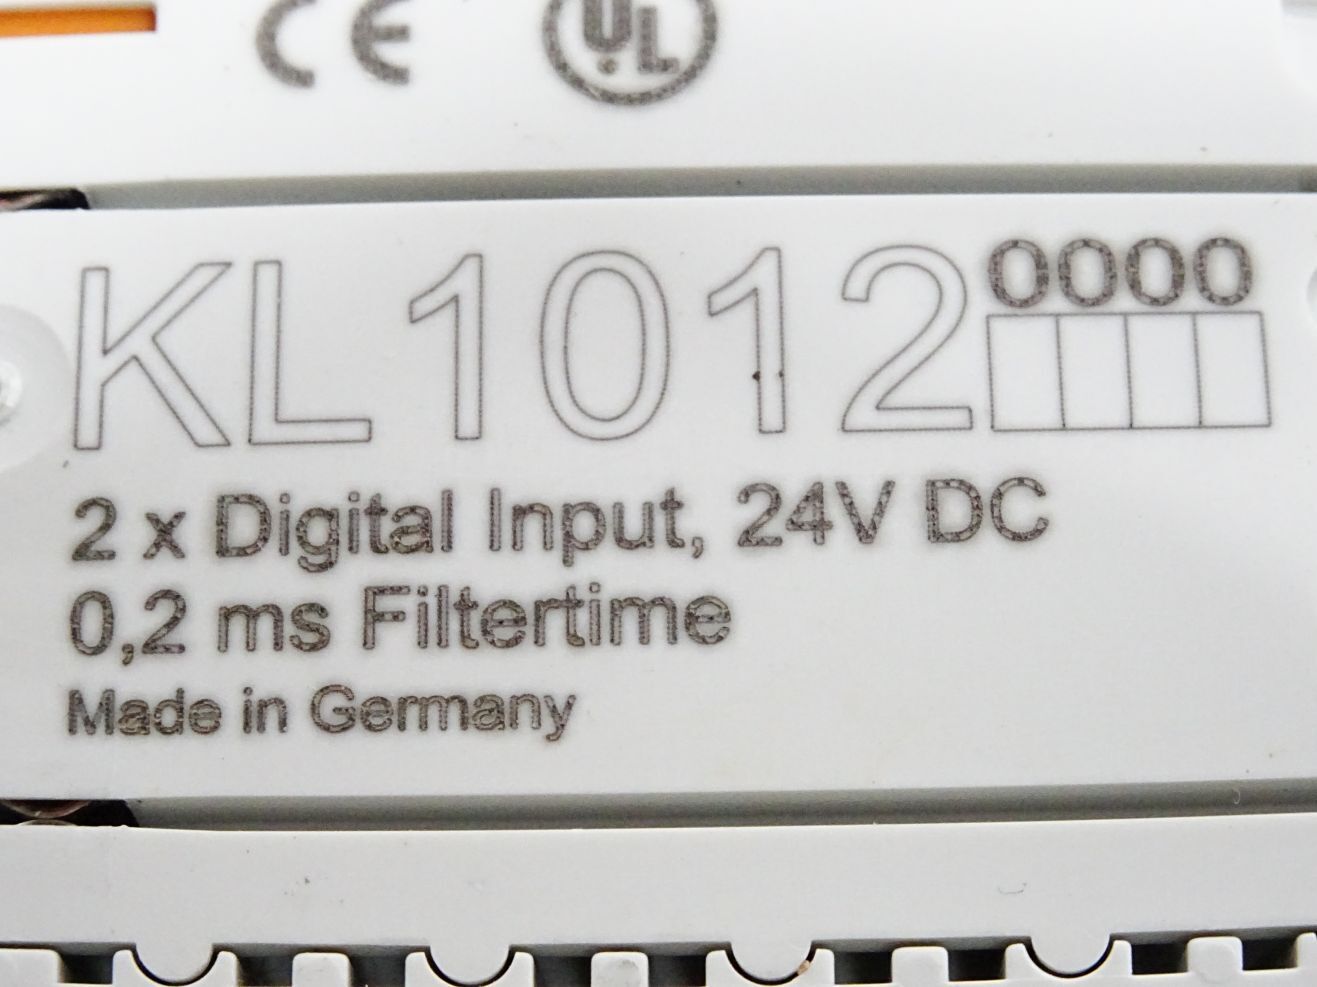 CE UL
KL1012 0000
2 x Digital Input, 24V DC
0,2 ms Filtertime
Made in Germany